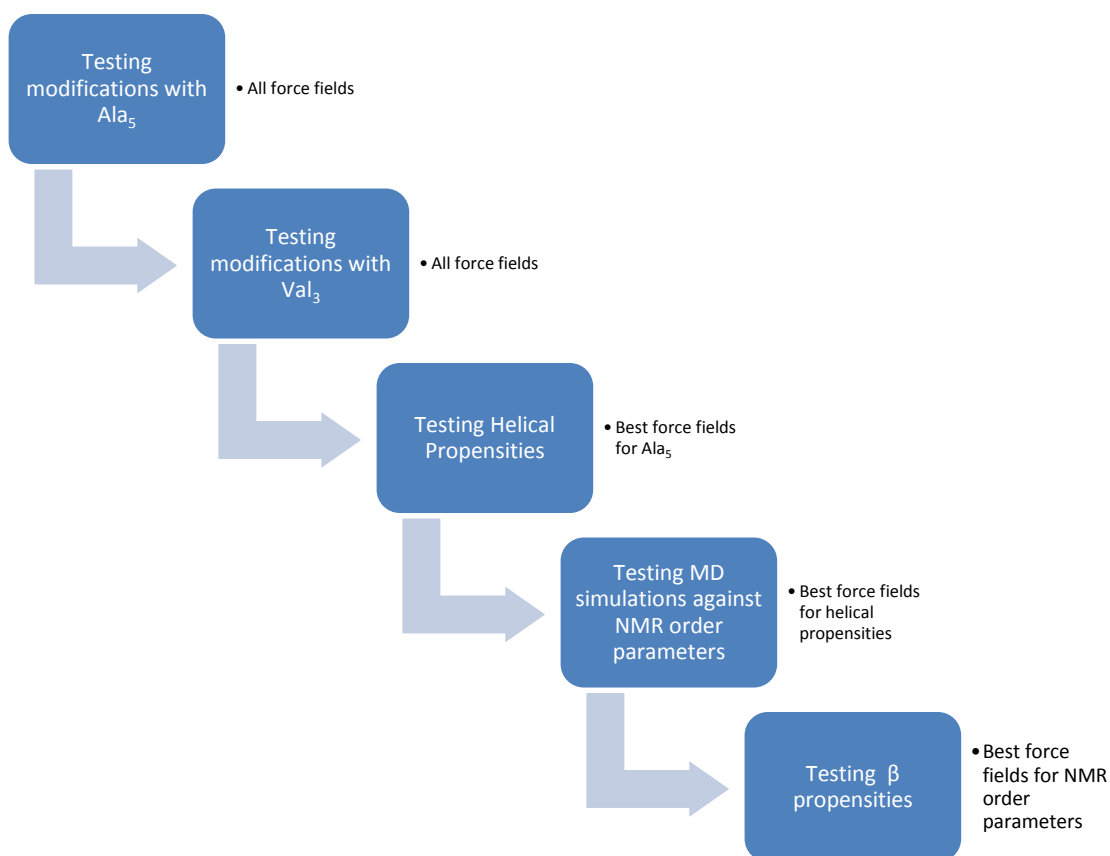 Testing
modifications with
Ala₅
• All force fields
Testing
modifications with
Val₃
• All force fields
Testing Helical
Propensities
• Best force fields
for Ala₅
Testing MD
simulations against
NMR order
parameters
• Best force fields
for helical
propensities
Testing β
propensities
• Best force
fields for NMR
order
parameters